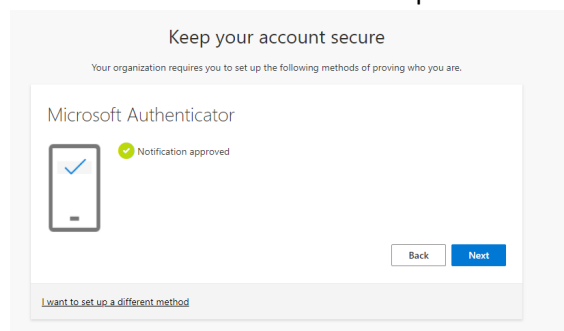 Keep your account secure
Your organization requires you to set up the following methods of proving who you are.
Microsoft Authenticator
Notification approved
Back Next
I want to set up a different method